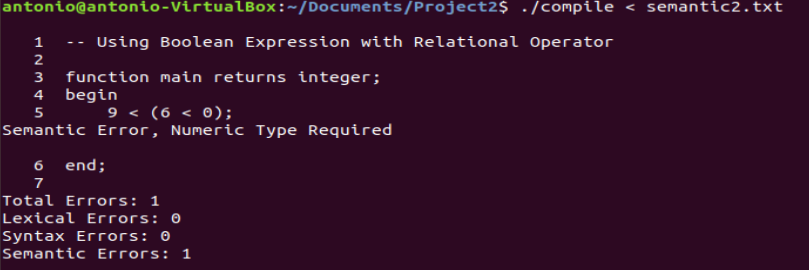 antonio@antonio-VirtualBox:~/Documents/Project2$ ./compile < semantic2.txt
1  -- Using Boolean Expression with Relational Operator
2
3  function main returns integer;
4  begin
5      9 < (6 < 0);
Semantic Error, Numeric Type Required
6  end;
7
Total Errors: 1
Lexical Errors: 0
Syntax Errors: 0
Semantic Errors: 1